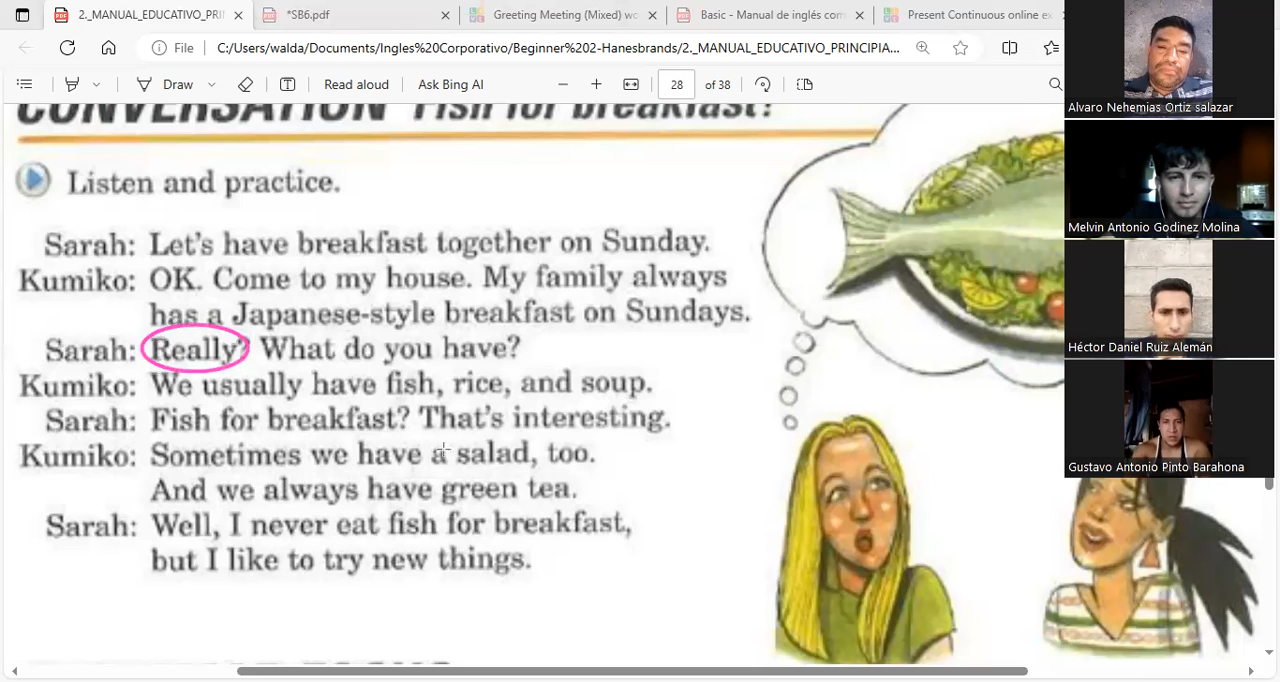 2._MANUAL_EDUCATIVO_PRI
*SB6.pdf
Greeting Meeting (Mixed) wo
Basic - Manual de inglés com
Present Continuous online ex
File
C:/Users/walda/Documents/Ingles%20Corportivo/Beginner%202-Hanesbrands/2._MANUAL_EDUCATIVO_PRINCIPIA...
Draw
Read aloud
Ask Bing AI
28
of 38
CONVERSATION Fish for breakfast?
Listen and practice.
Sarah: Let's have breakfast together on Sunday.
Kumiko: OK. Come to my house. My family always
has a Japanese-style breakfast on Sundays.
Sarah: Really? What do you have?
Kumiko: We usually have fish, rice, and soup.
Sarah: Fish for breakfast? That's interesting.
Kumiko: Sometimes we have a salad, too.
And we always have green tea.
Sarah: Well, I never eat fish for breakfast,
but I like to try new things.
Alvaro Nehemias Ortiz salazar
Melvin Antonio Godinez Molina
Héctor Daniel Ruiz Alemán
Gustavo Antonio Pinto Barahona